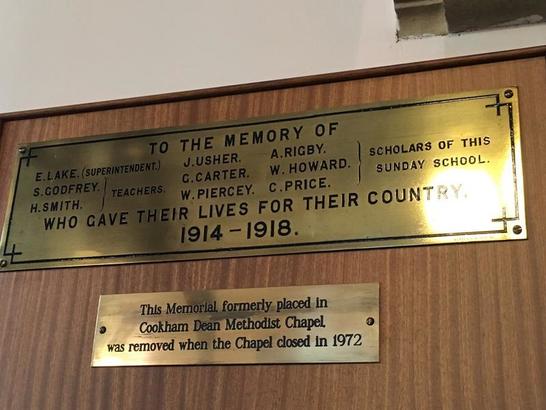 TO THE MEMORY OF
E. LAKE. (SUPERINTENDENT.) J. USHER. A. RIGBY.
S. GODFREY. G. CARTER. W. HOWARD. SCHOLARS OF THIS
H. SMITH. TEACHERS. W. PIERCEY. C. PRICE. SUNDAY SCHOOL.
WHO GAVE THEIR LIVES FOR THEIR COUNTRY.
1914-1918.
This Memorial formerly placed in
Cookham Dean Methodist Chapel,
was removed when the Chapel closed in 1972